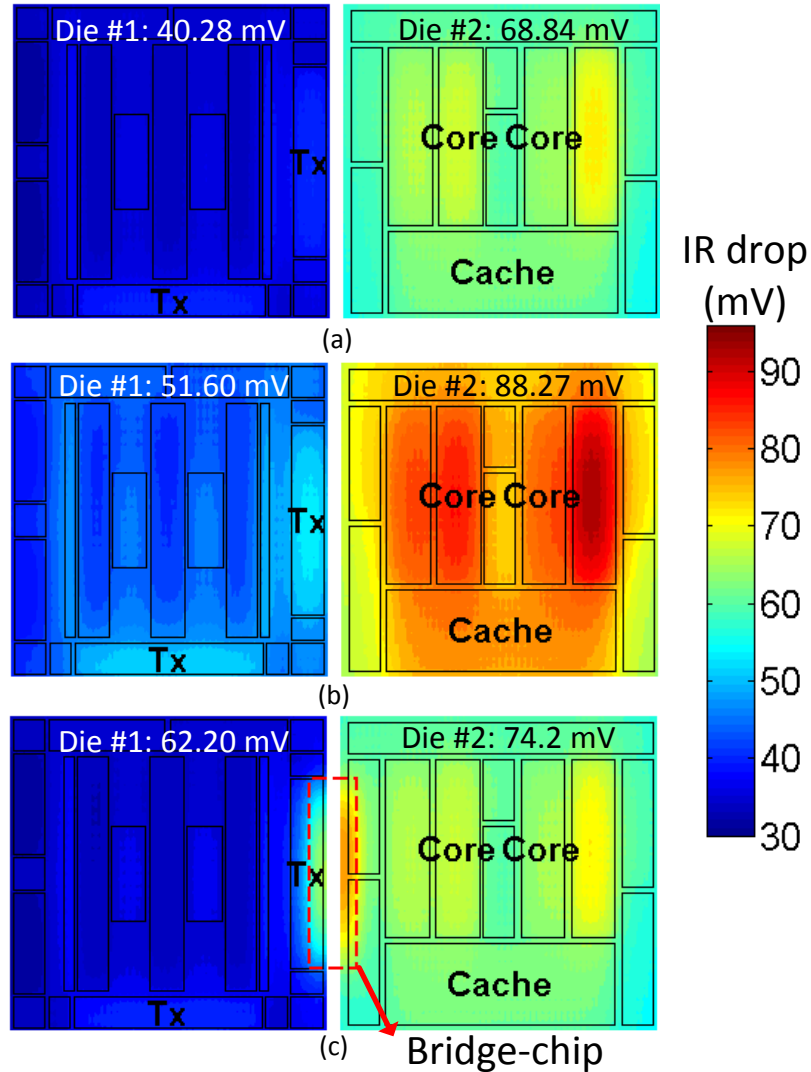 Die #1: 40.28 mV
Die #2: 68.84 mV
Tx
Core Core
Cache
Tx
(a)
IR drop
(mV)
Die #1: 51.60 mV
Die #2: 88.27 mV
Tx
Core Core
Cache
Tx
(b)
90
80
70
60
50
40
30
Die #1: 62.20 mV
Die #2: 74.2 mV
Tx
Core Core
Cache
Tx
(c)
Bridge-chip